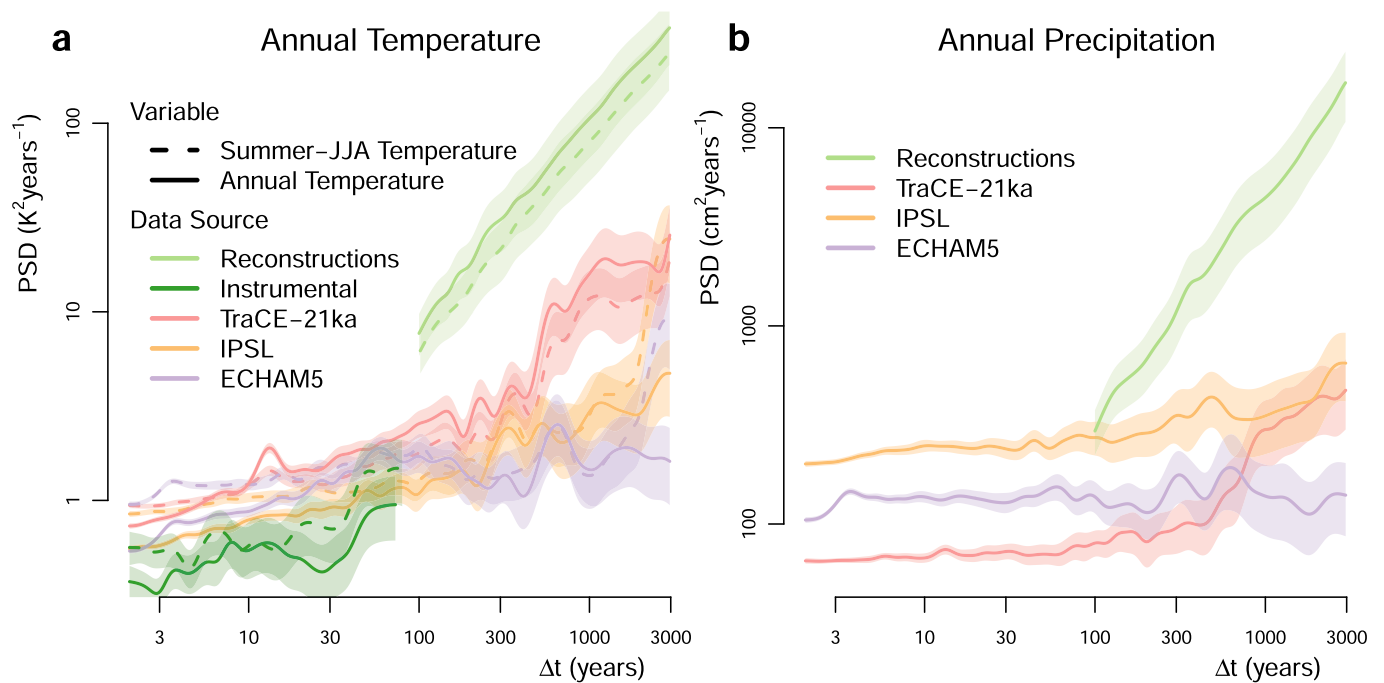 a
Annual Temperature
PSD (K²years⁻¹)
100
10
1
Variable
Summer−JJA Temperature
Annual Temperature
Data Source
Reconstructions
Instrumental
TraCE−21ka
IPSL
ECHAM5
3 10 30 100 300 1000 3000
Δt (years)
b
Annual Precipitation
PSD (cm²years⁻¹)
10000
1000
100
Reconstructions
TraCE−21ka
IPSL
ECHAM5
3 10 30 100 300 1000 3000
Δt (years)